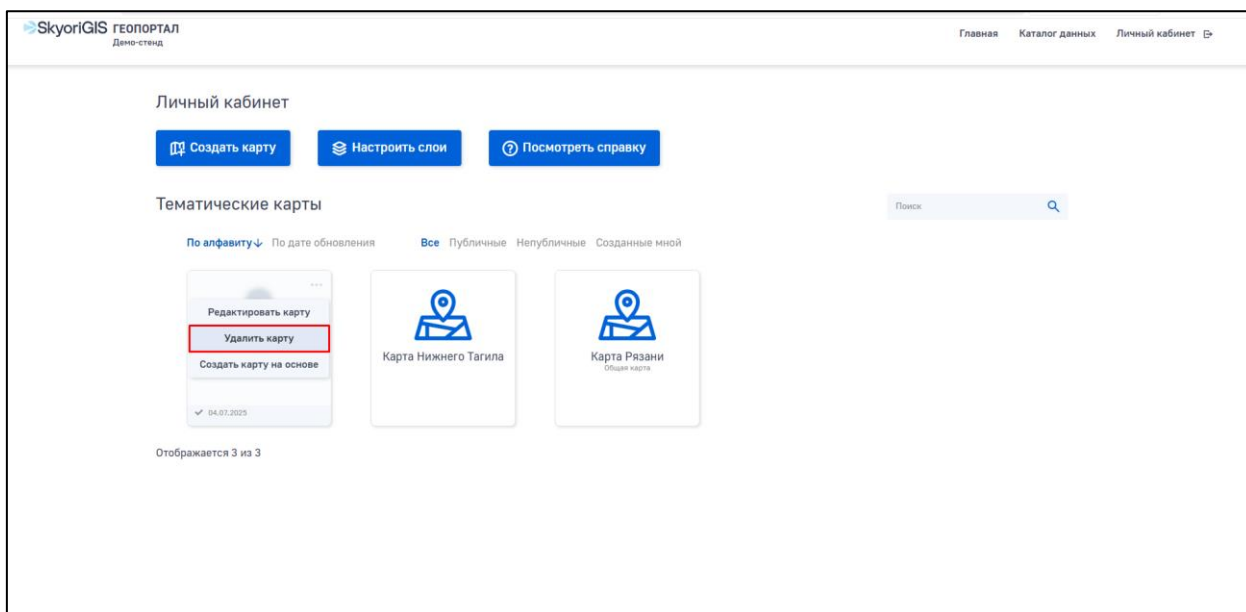 SkyoriGIS ГЕОПОРТАЛ
Демо-стенд
Главная Каталог данных Личный кабинет
Личный кабинет
Создать карту Настроить слои Посмотреть справку
Тематические карты
Поиск
По алфавиту По дате обновления Все Публичные Непубличные Созданные мной
Редактировать карту
Удалить карту
Создать карту на основе
04.07.2025
Карта Нижнего Тагила
Карта Рязани
Общая карта
Отображается 3 из 3